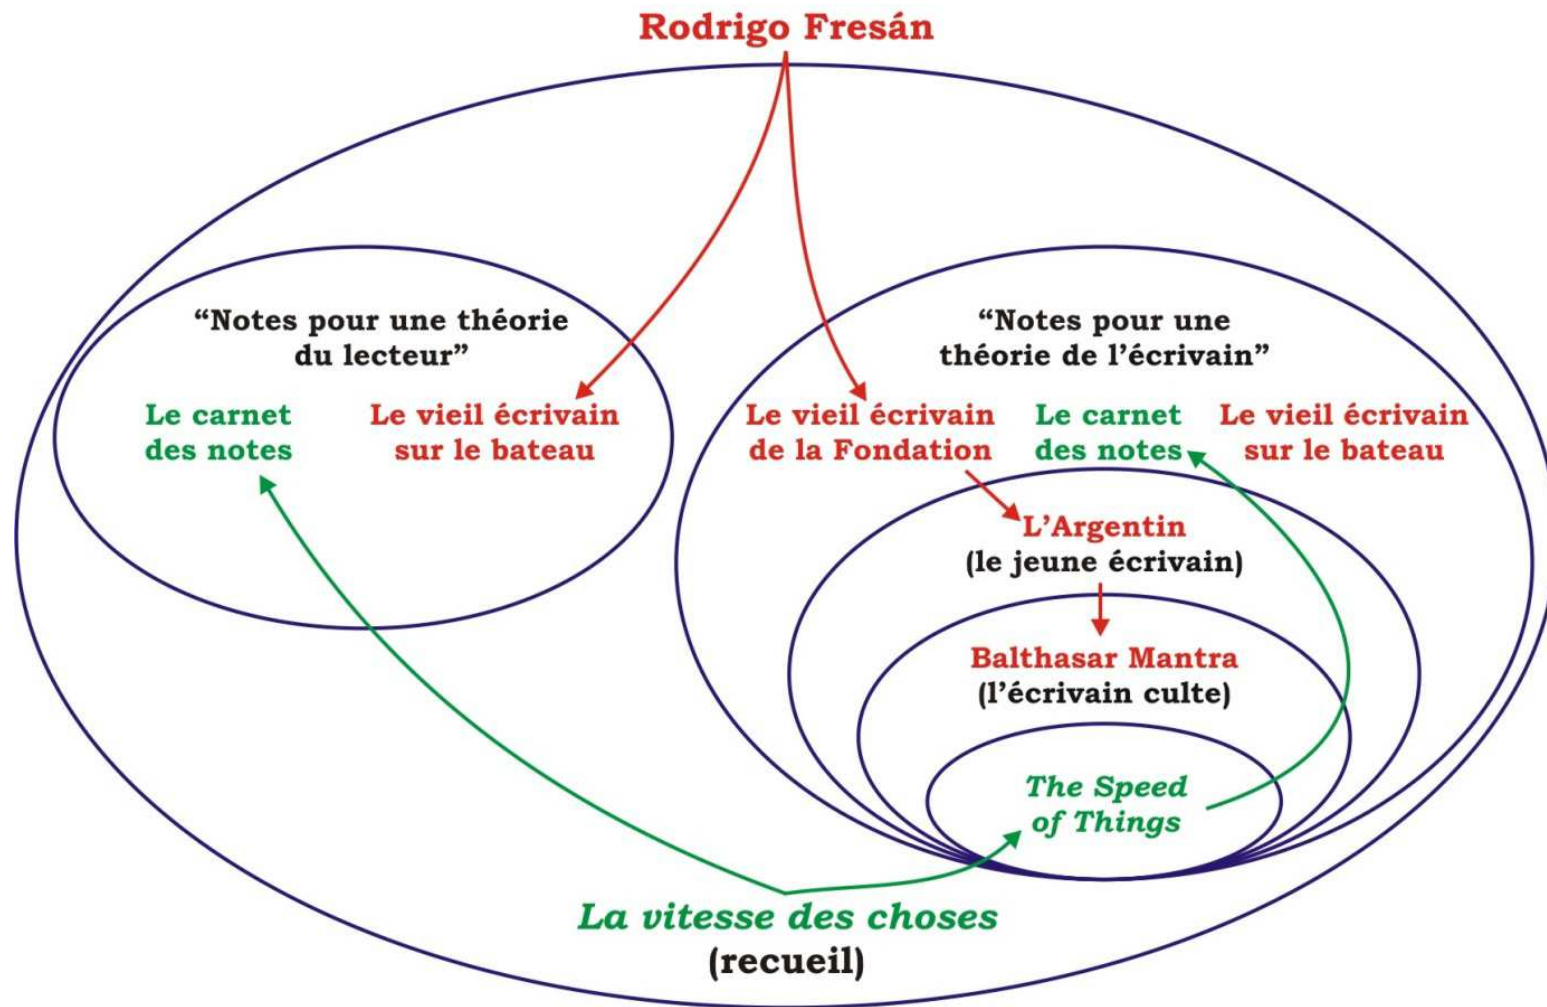 Rodrigo Fresán
“Notes pour une théorie
du lecteur”
Le carnet
des notes
Le vieil écrivain
sur le bateau
“Notes pour une
théorie de l’écrivain”
Le vieil écrivain
de la Fondation
Le carnet
des notes
Le vieil écrivain
sur le bateau
L’Argentin
(le jeune écrivain)
Balthasar Mantra
(l’écrivain culte)
The Speed
of Things
La vitesse des choses
(recueil)